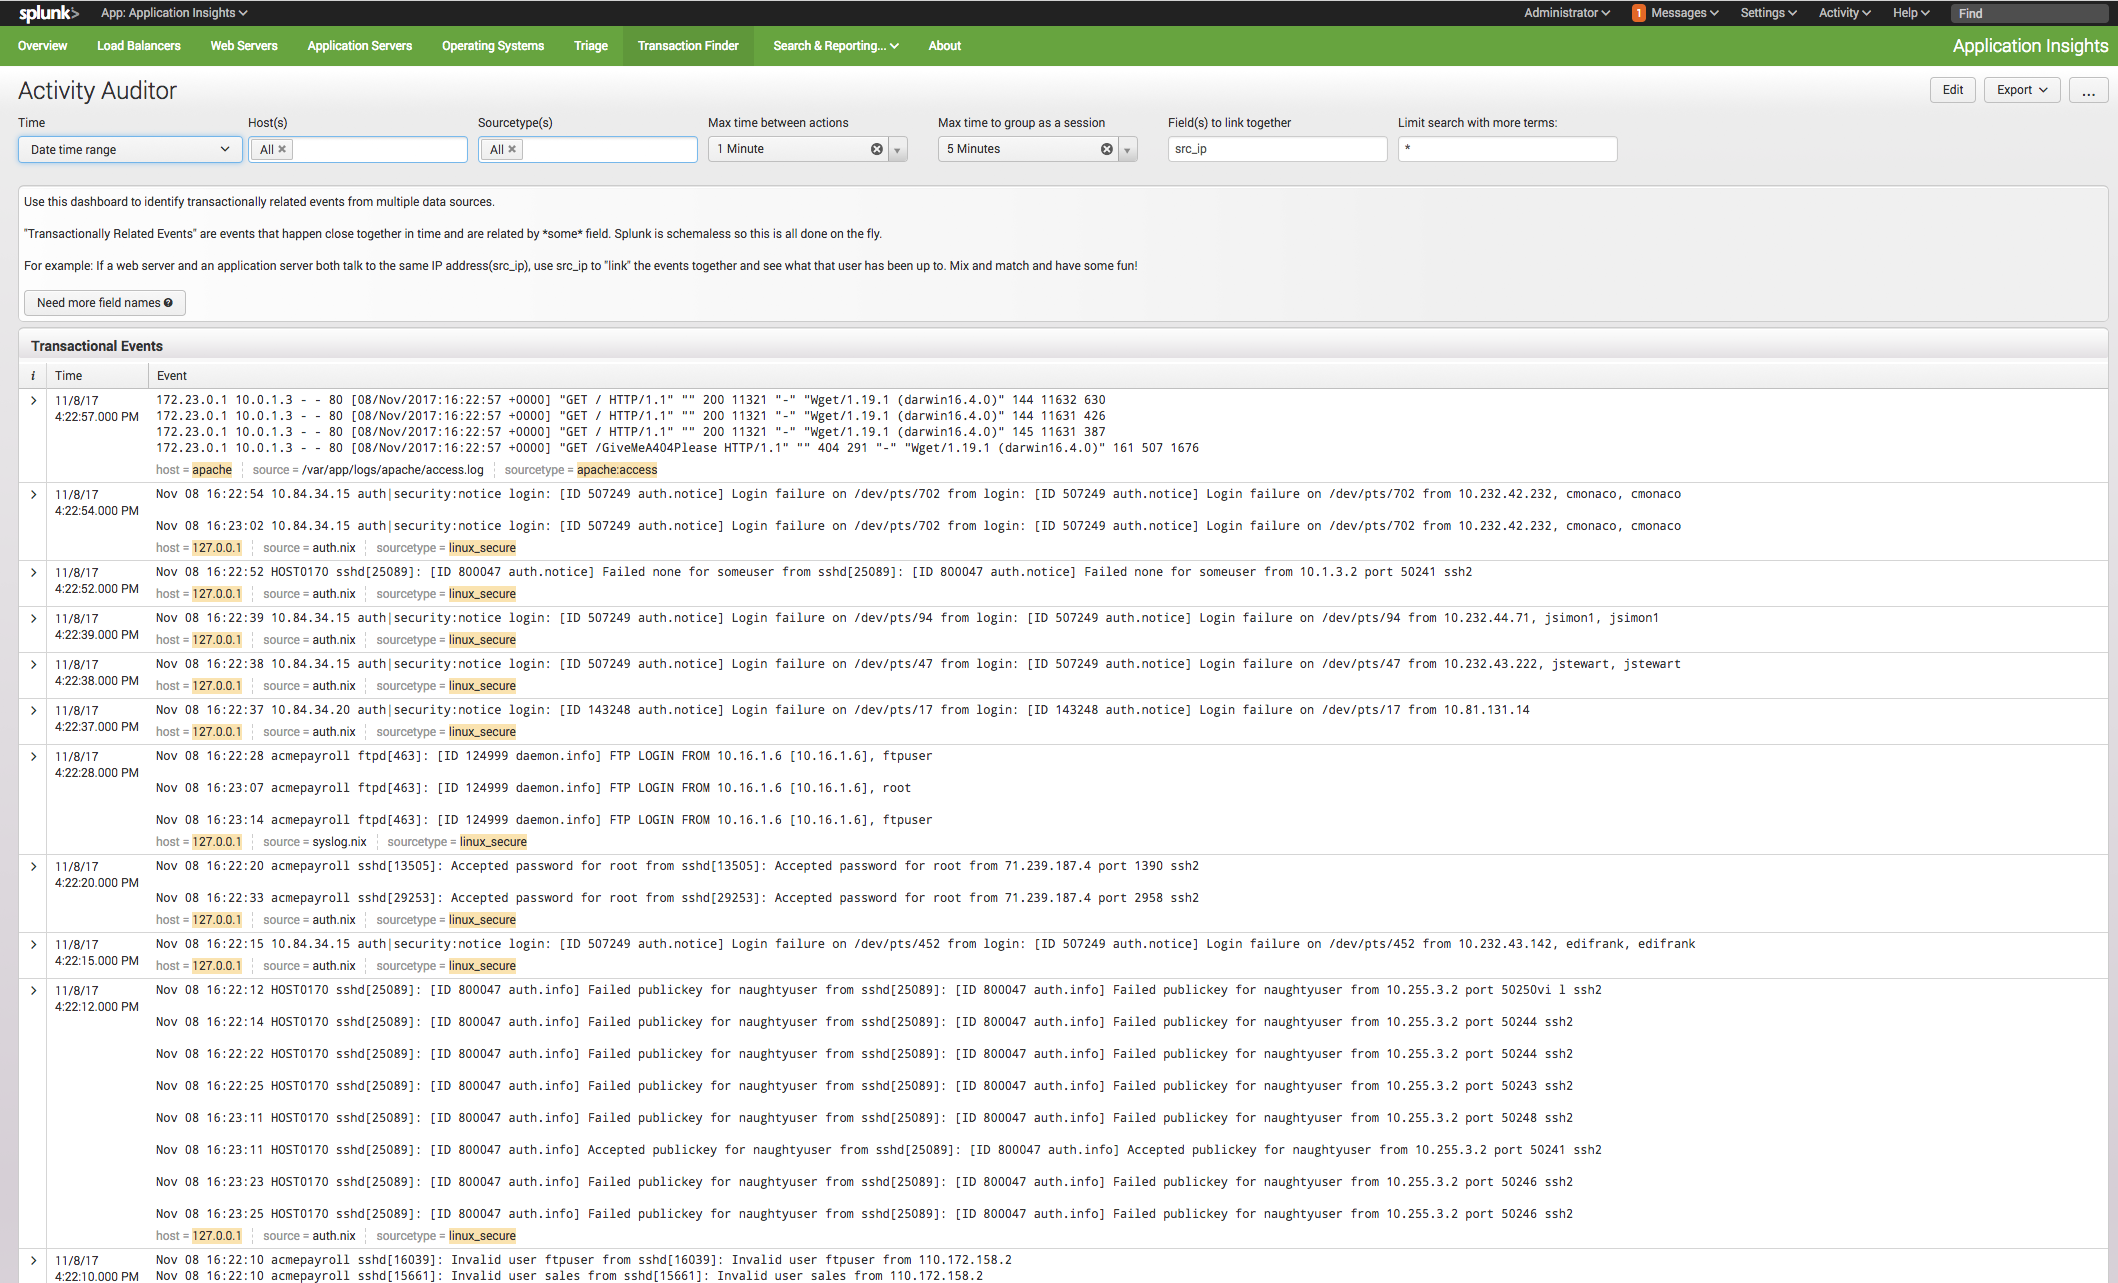 splunk> App: Application Insights Administrator 1 Messages Settings Activity Help Find
Overview Load Balancers Web Servers Application Servers Operating Systems Triage Transaction Finder Search & Reporting... About Application Insights
Activity Auditor Edit Export ...
Time Host(s) Sourcetype(s) Max time between actions Max time to group as a session Field(s) to link together Limit search with more terms:
Date time range All All 1 Minute 5 Minutes src_ip *
Use this dashboard to identify transactionally related events from multiple data sources.
"Transactionally Related Events" are events that happen close together in time and are related by *some* field. Splunk is schemaless so this is all done on the fly.
For example: If a web server and an application server both talk to the same IP address(src_ip), use src_ip to "link" the events together and see what that user has been up to. Mix and match and have some fun!
Need more field names
Transactional Events
i Time Event
11/8/17 172.23.0.1 10.0.1.3 - - 80 [08/Nov/2017:16:22:57 +0000] "GET / HTTP/1.1" "" 200 11321 "-" "Wget/1.19.1 (darwin16.4.0)" 144 11632 630
4:22:57.000 PM 172.23.0.1 10.0.1.3 - - 80 [08/Nov/2017:16:22:57 +0000] "GET / HTTP/1.1" "" 200 11321 "-" "Wget/1.19.1 (darwin16.4.0)" 144 11631 426
172.23.0.1 10.0.1.3 - - 80 [08/Nov/2017:16:22:57 +0000] "GET / HTTP/1.1" "" 200 11321 "-" "Wget/1.19.1 (darwin16.4.0)" 145 11631 387
172.23.0.1 10.0.1.3 - - 80 [08/Nov/2017:16:22:57 +0000] "GET /GiveMeA404Please HTTP/1.1" "" 404 291 "-" "Wget/1.19.1 (darwin16.4.0)" 161 507 1676
host = apache source = /var/app/logs/apache/access.log sourcetype = apache:access
11/8/17 Nov 08 16:22:54 10.84.34.15 auth|security:notice login: [ID 507249 auth.notice] Login failure on /dev/pts/702 from login: [ID 507249 auth.notice] Login failure on /dev/pts/702 from 10.232.42.232, cmonaco, cmonaco
4:22:54.000 PM
Nov 08 16:23:02 10.84.34.15 auth|security:notice login: [ID 507249 auth.notice] Login failure on /dev/pts/702 from login: [ID 507249 auth.notice] Login failure on /dev/pts/702 from 10.232.42.232, cmonaco, cmonaco
host = 127.0.0.1 source = auth.nix sourcetype = linux_secure
11/8/17 Nov 08 16:22:52 HOST0170 sshd[25089]: [ID 800047 auth.notice] Failed none for someuser from sshd[25089]: [ID 800047 auth.notice] Failed none for someuser from 10.1.3.2 port 50241 ssh2
4:22:52.000 PM host = 127.0.0.1 source = auth.nix sourcetype = linux_secure
11/8/17 Nov 08 16:22:39 10.84.34.15 auth|security:notice login: [ID 507249 auth.notice] Login failure on /dev/pts/94 from login: [ID 507249 auth.notice] Login failure on /dev/pts/94 from 10.232.44.71, jsimon1, jsimon1
4:22:39.000 PM host = 127.0.0.1 source = auth.nix sourcetype = linux_secure
11/8/17 Nov 08 16:22:38 10.84.34.15 auth|security:notice login: [ID 507249 auth.notice] Login failure on /dev/pts/47 from login: [ID 507249 auth.notice] Login failure on /dev/pts/47 from 10.232.43.222, jstewart, jstewart
4:22:38.000 PM host = 127.0.0.1 source = auth.nix sourcetype = linux_secure
11/8/17 Nov 08 16:22:37 10.84.34.20 auth|security:notice login: [ID 143248 auth.notice] Login failure on /dev/pts/17 from login: [ID 143248 auth.notice] Login failure on /dev/pts/17 from 10.81.131.14
4:22:37.000 PM host = 127.0.0.1 source = auth.nix sourcetype = linux_secure
11/8/17 Nov 08 16:22:28 acmepayroll ftpd[463]: [ID 124999 daemon.info] FTP LOGIN FROM 10.16.1.6 [10.16.1.6], ftpuser
4:22:28.000 PM
Nov 08 16:23:07 acmepayroll ftpd[463]: [ID 124999 daemon.info] FTP LOGIN FROM 10.16.1.6 [10.16.1.6], root
Nov 08 16:23:14 acmepayroll ftpd[463]: [ID 124999 daemon.info] FTP LOGIN FROM 10.16.1.6 [10.16.1.6], ftpuser
host = 127.0.0.1 source = syslog.nix sourcetype = linux_secure
11/8/17 Nov 08 16:22:20 acmepayroll sshd[13505]: Accepted password for root from sshd[13505]: Accepted password for root from 71.239.187.4 port 1390 ssh2
4:22:20.000 PM
Nov 08 16:22:33 acmepayroll sshd[29253]: Accepted password for root from sshd[29253]: Accepted password for root from 71.239.187.4 port 2958 ssh2
host = 127.0.0.1 source = auth.nix sourcetype = linux_secure
11/8/17 Nov 08 16:22:15 10.84.34.15 auth|security:notice login: [ID 507249 auth.notice] Login failure on /dev/pts/452 from login: [ID 507249 auth.notice] Login failure on /dev/pts/452 from 10.232.43.142, edifrank, edifrank
4:22:15.000 PM host = 127.0.0.1 source = auth.nix sourcetype = linux_secure
11/8/17 Nov 08 16:22:12 HOST0170 sshd[25089]: [ID 800047 auth.info] Failed publickey for naughtyuser from sshd[25089]: [ID 800047 auth.info] Failed publickey for naughtyuser from 10.255.3.2 port 50250vi l ssh2
4:22:12.000 PM
Nov 08 16:22:14 HOST0170 sshd[25089]: [ID 800047 auth.info] Failed publickey for naughtyuser from sshd[25089]: [ID 800047 auth.info] Failed publickey for naughtyuser from 10.255.3.2 port 50244 ssh2
Nov 08 16:22:22 HOST0170 sshd[25089]: [ID 800047 auth.info] Failed publickey for naughtyuser from sshd[25089]: [ID 800047 auth.info] Failed publickey for naughtyuser from 10.255.3.2 port 50244 ssh2
Nov 08 16:22:25 HOST0170 sshd[25089]: [ID 800047 auth.info] Failed publickey for naughtyuser from sshd[25089]: [ID 800047 auth.info] Failed publickey for naughtyuser from 10.255.3.2 port 50243 ssh2
Nov 08 16:23:11 HOST0170 sshd[25089]: [ID 800047 auth.info] Failed publickey for naughtyuser from sshd[25089]: [ID 800047 auth.info] Failed publickey for naughtyuser from 10.255.3.2 port 50248 ssh2
Nov 08 16:23:11 HOST0170 sshd[25089]: [ID 800047 auth.info] Accepted publickey for naughtyuser from sshd[25089]: [ID 800047 auth.info] Accepted publickey for naughtyuser from 10.255.3.2 port 50241 ssh2
Nov 08 16:23:23 HOST0170 sshd[25089]: [ID 800047 auth.info] Failed publickey for naughtyuser from sshd[25089]: [ID 800047 auth.info] Failed publickey for naughtyuser from 10.255.3.2 port 50246 ssh2
Nov 08 16:23:25 HOST0170 sshd[25089]: [ID 800047 auth.info] Failed publickey for naughtyuser from sshd[25089]: [ID 800047 auth.info] Failed publickey for naughtyuser from 10.255.3.2 port 50246 ssh2
host = 127.0.0.1 source = auth.nix sourcetype = linux_secure
11/8/17 Nov 08 16:22:10 acmepayroll sshd[16039]: Invalid user ftpuser from sshd[16039]: Invalid user ftpuser from 110.172.158.2
4:22:10.000 PM Nov 08 16:22:10 acmepayroll sshd[15661]: Invalid user sales from sshd[15661]: Invalid user sales from 110.172.158.2